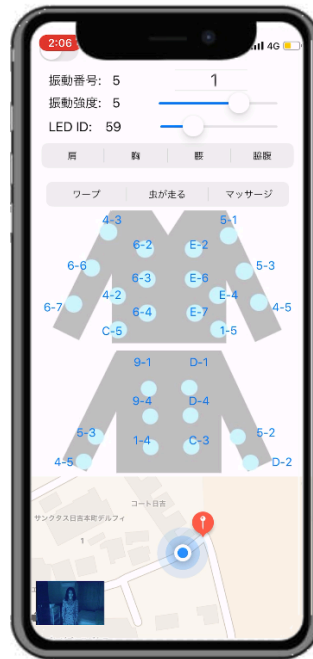 2:06 4G
振動番号: 5 1
振動強度: 5
LED ID: 59
肩 胸 腰 脇腹
ワープ 虫が走る マッサージ
4-3 5-1
6-2 E-2
6-6 5-3
6-3 E-6
4-2 E-4
6-7 6-4 E-7 4-5
C-5 1-5
9-1 D-1
9-4 D-4
5-3 1-4 C-3 5-2
4-5 D-2
コート日吉
サンクタス日吉本町デルフィ
1